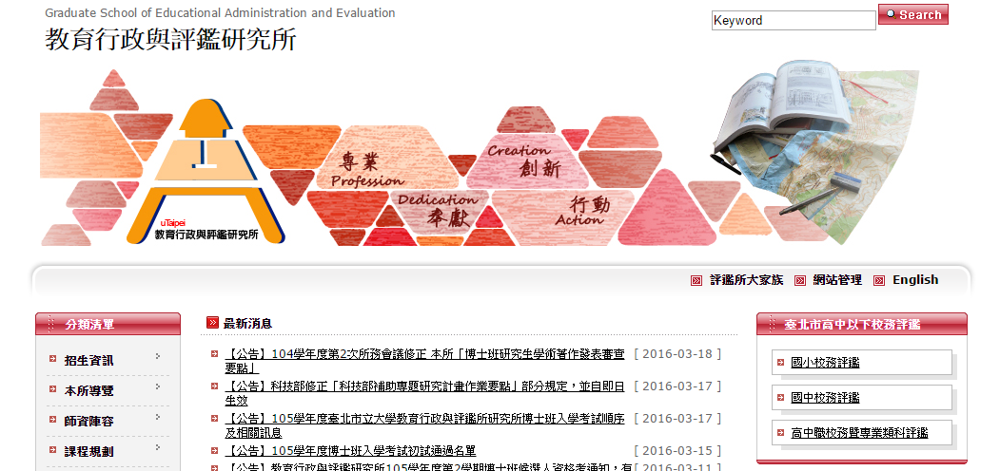 Graduate School of Educational Administration and Evaluation
教育行政與評鑑研究所
Keyword
Search
專業
Profession
Creation
創新
Dedication
奉獻
行動
Action
uTaipei
教育行政與評鑑研究所
評鑑所大家族 網站管理 English
分類清單
招生資訊
本所導覽
師資陣容
課程規劃
最新消息
【公告】104學年度第2次所務會議修正 本所「博士班研究生學術著作發表審查 [ 2016-03-18 ]
要點」
【公告】科技部修正「科技部補助專題研究計畫作業要點」部分規定，並自即日 [ 2016-03-17 ]
生效
【公告】105學年度臺北市立大學教育行政與評鑑所研究所博士班入學考試順序 [ 2016-03-17 ]
及相關訊息
【公告】105學年度博士班入學考試初試通過名單 [ 2016-03-15 ]
【公告】教育行政與評鑑研究所105學年度第2學期博士班候選人資格考通知，有 [ 2016-03-11 ]
臺北市高中以下校務評鑑
國小校務評鑑
國中校務評鑑
高中職校務暨專業類科評鑑